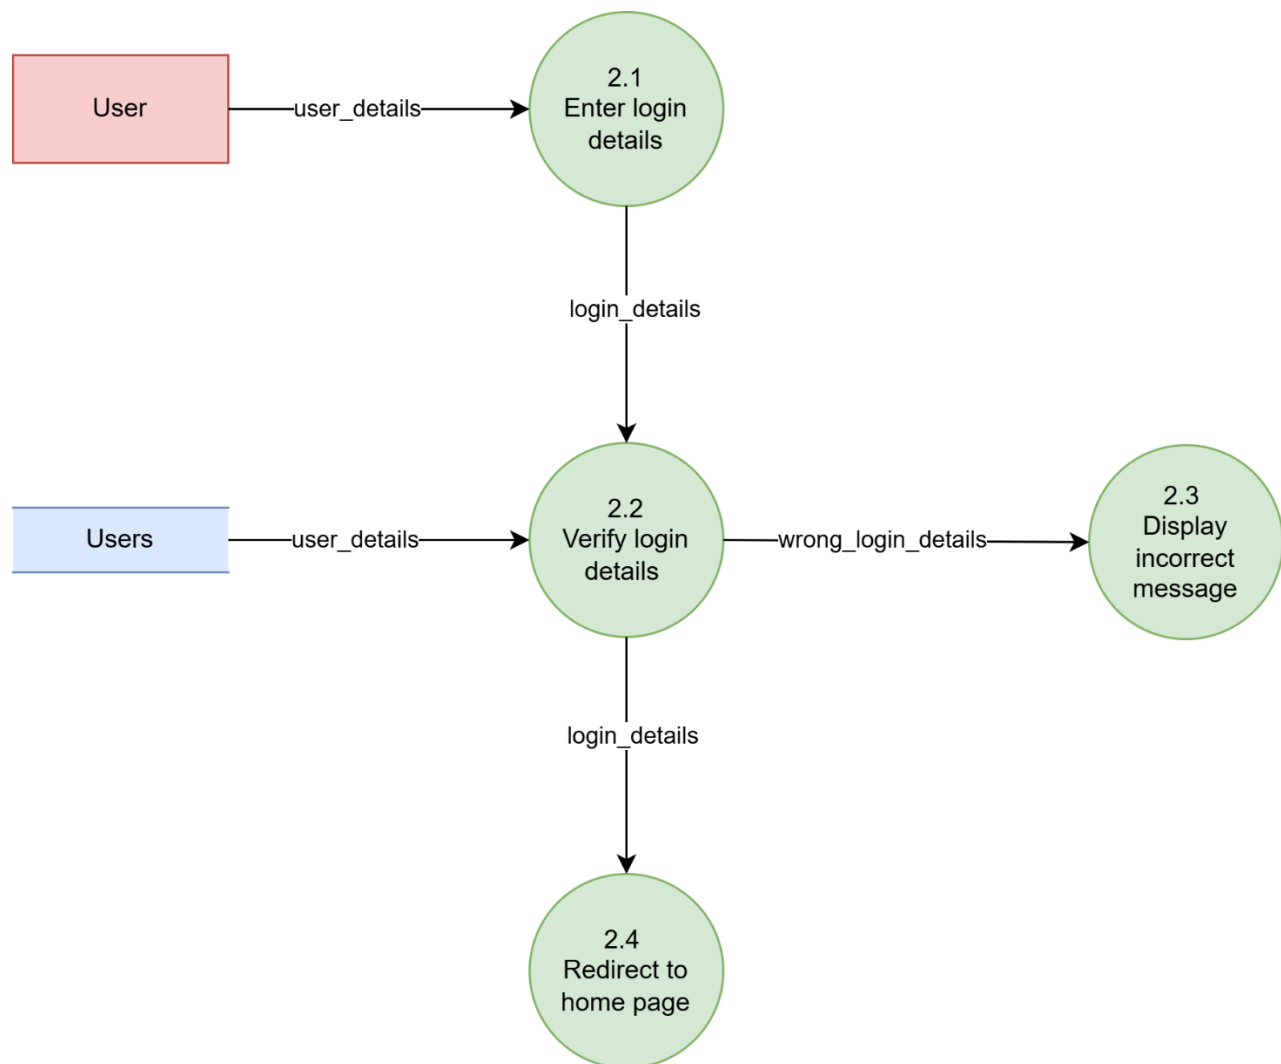 User
user_details
2.1
Enter login
details
login_details
Users
user_details
2.2
Verify login
details
wrong_login_details
2.3
Display
incorrect
message
login_details
2.4
Redirect to
home page